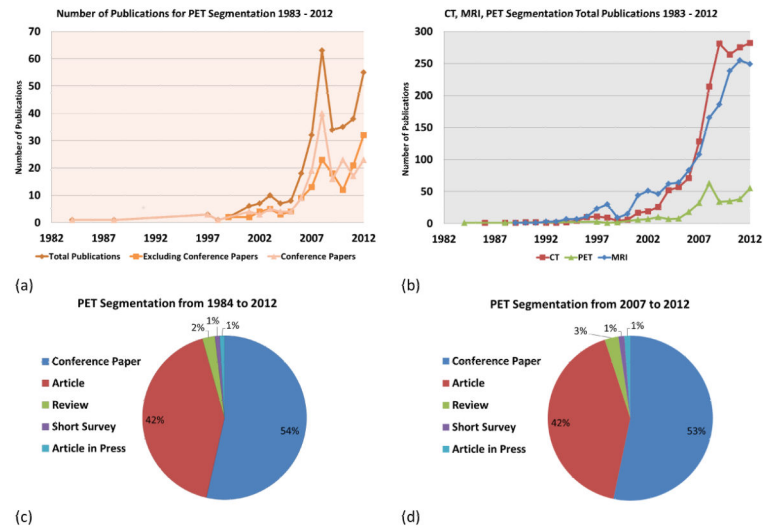 Number of Publications for PET Segmentation 1983 - 2012
Number of Publications
70
60
50
40
30
20
10
0
1982 1987 1992 1997 2002 2007 2012
Total Publications Excluding Conference Papers Conference Papers
(a)
CT, MRI, PET Segmentation Total Publications 1983 - 2012
Number of Publications
300
250
200
150
100
50
0
1982 1987 1992 1997 2002 2007 2012
CT PET MRI
(b)
PET Segmentation from 1984 to 2012
2% 1% 1%
Conference Paper
Article
Review
Short Survey
Article in Press
42%
54%
(c)
PET Segmentation from 2007 to 2012
3% 1% 1%
Conference Paper
Article
Review
Short Survey
Article in Press
42%
53%
(d)